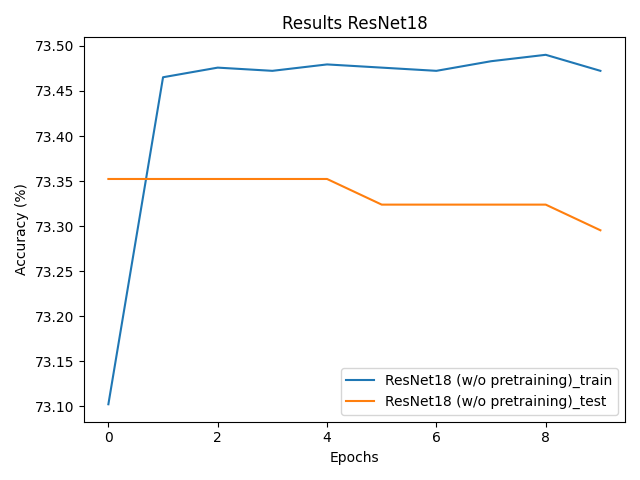 Results ResNet18
73.50
73.45
73.40
73.35
73.30
73.25
73.20
73.15
73.10
Accuracy (%)
ResNet18 (w/o pretraining)_train
ResNet18 (w/o pretraining)_test
0 2 4 6 8
Epochs